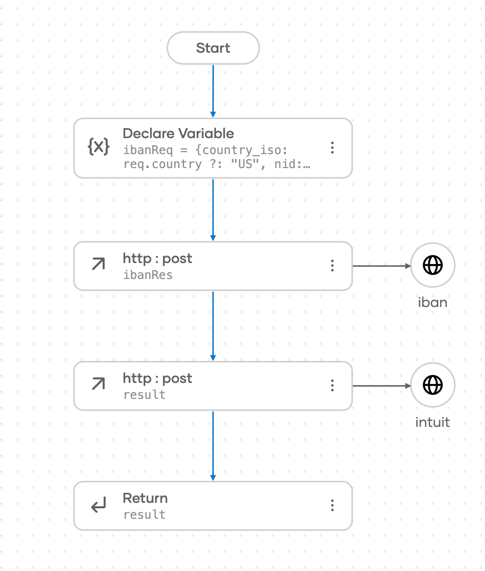 Start
Declare Variable
ibanReq = {country_iso:
req.country ?: "US", nid:…
http : post
ibanRes
iban
http : post
result
intuit
Return
result